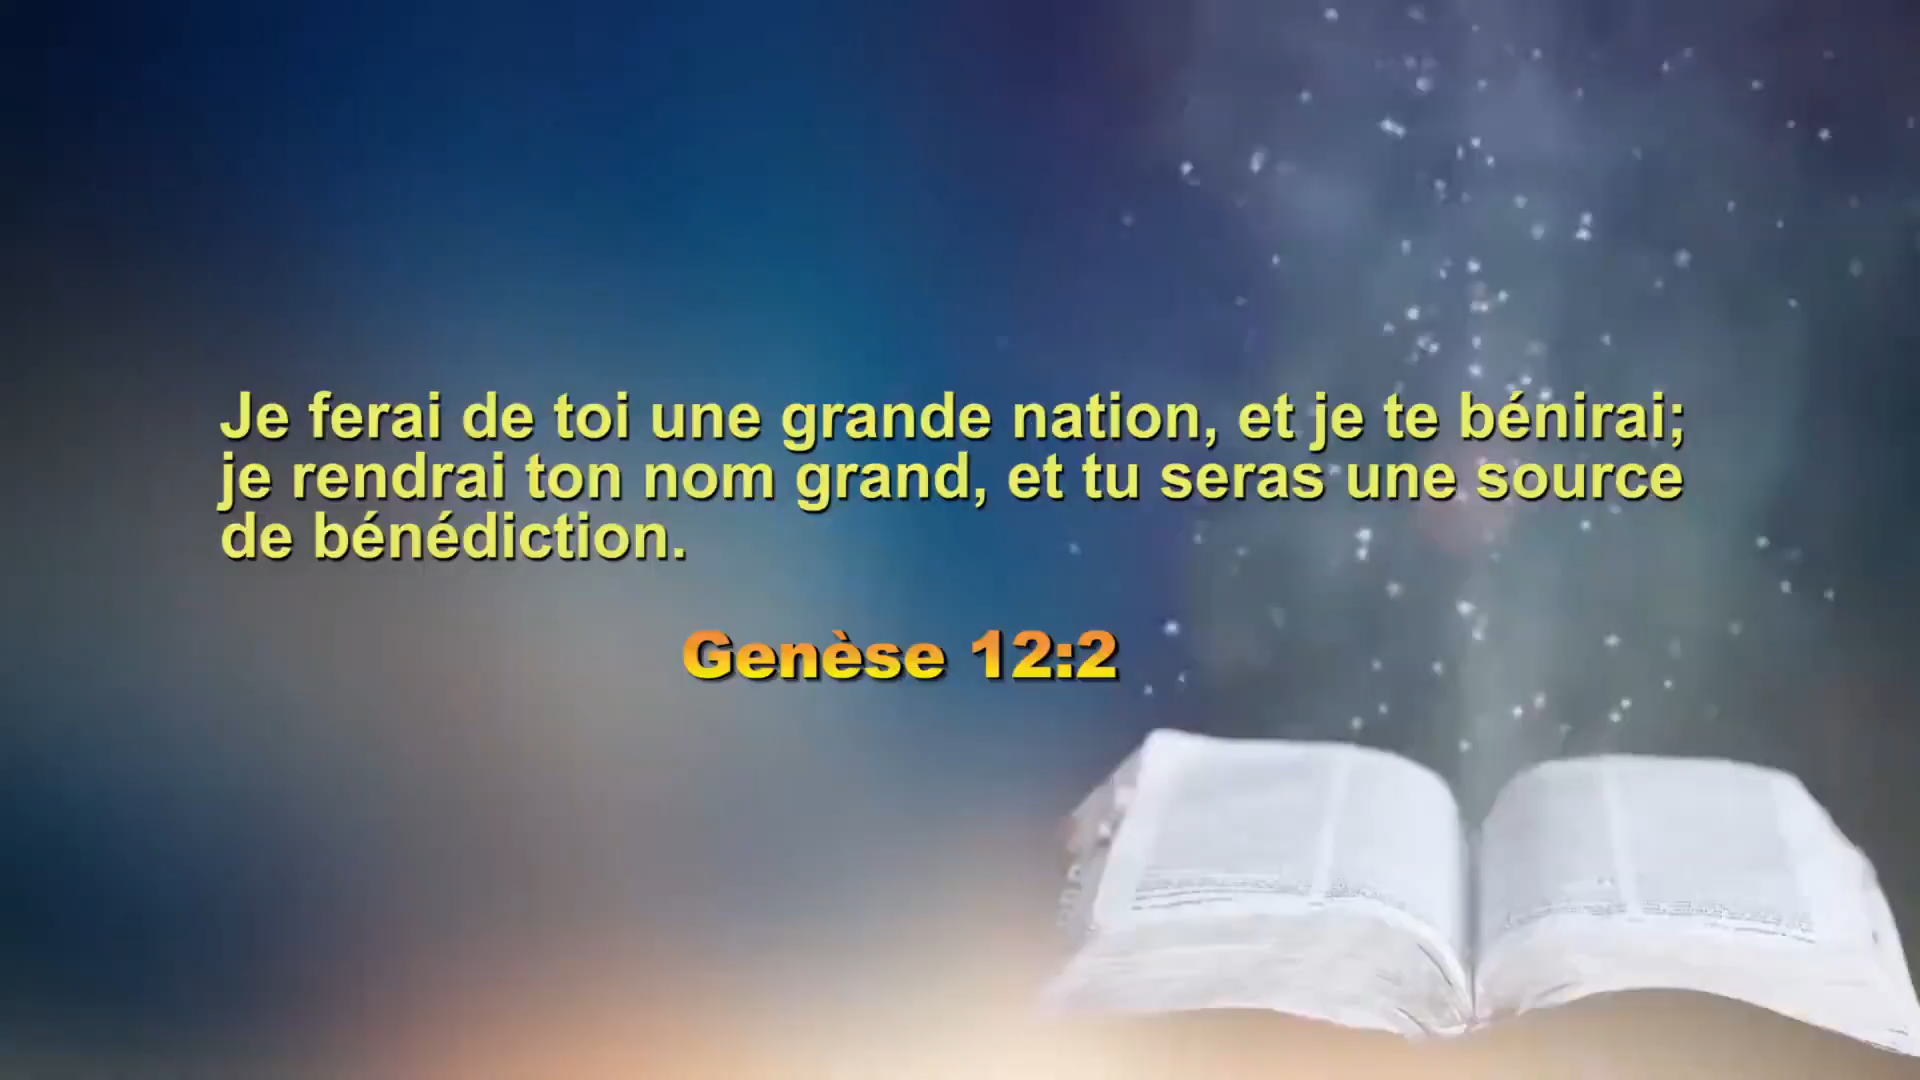 Je ferai de toi une grande nation, et je te bénirai;
je rendrai ton nom grand, et tu seras une source
de bénédiction.
Genèse 12:2